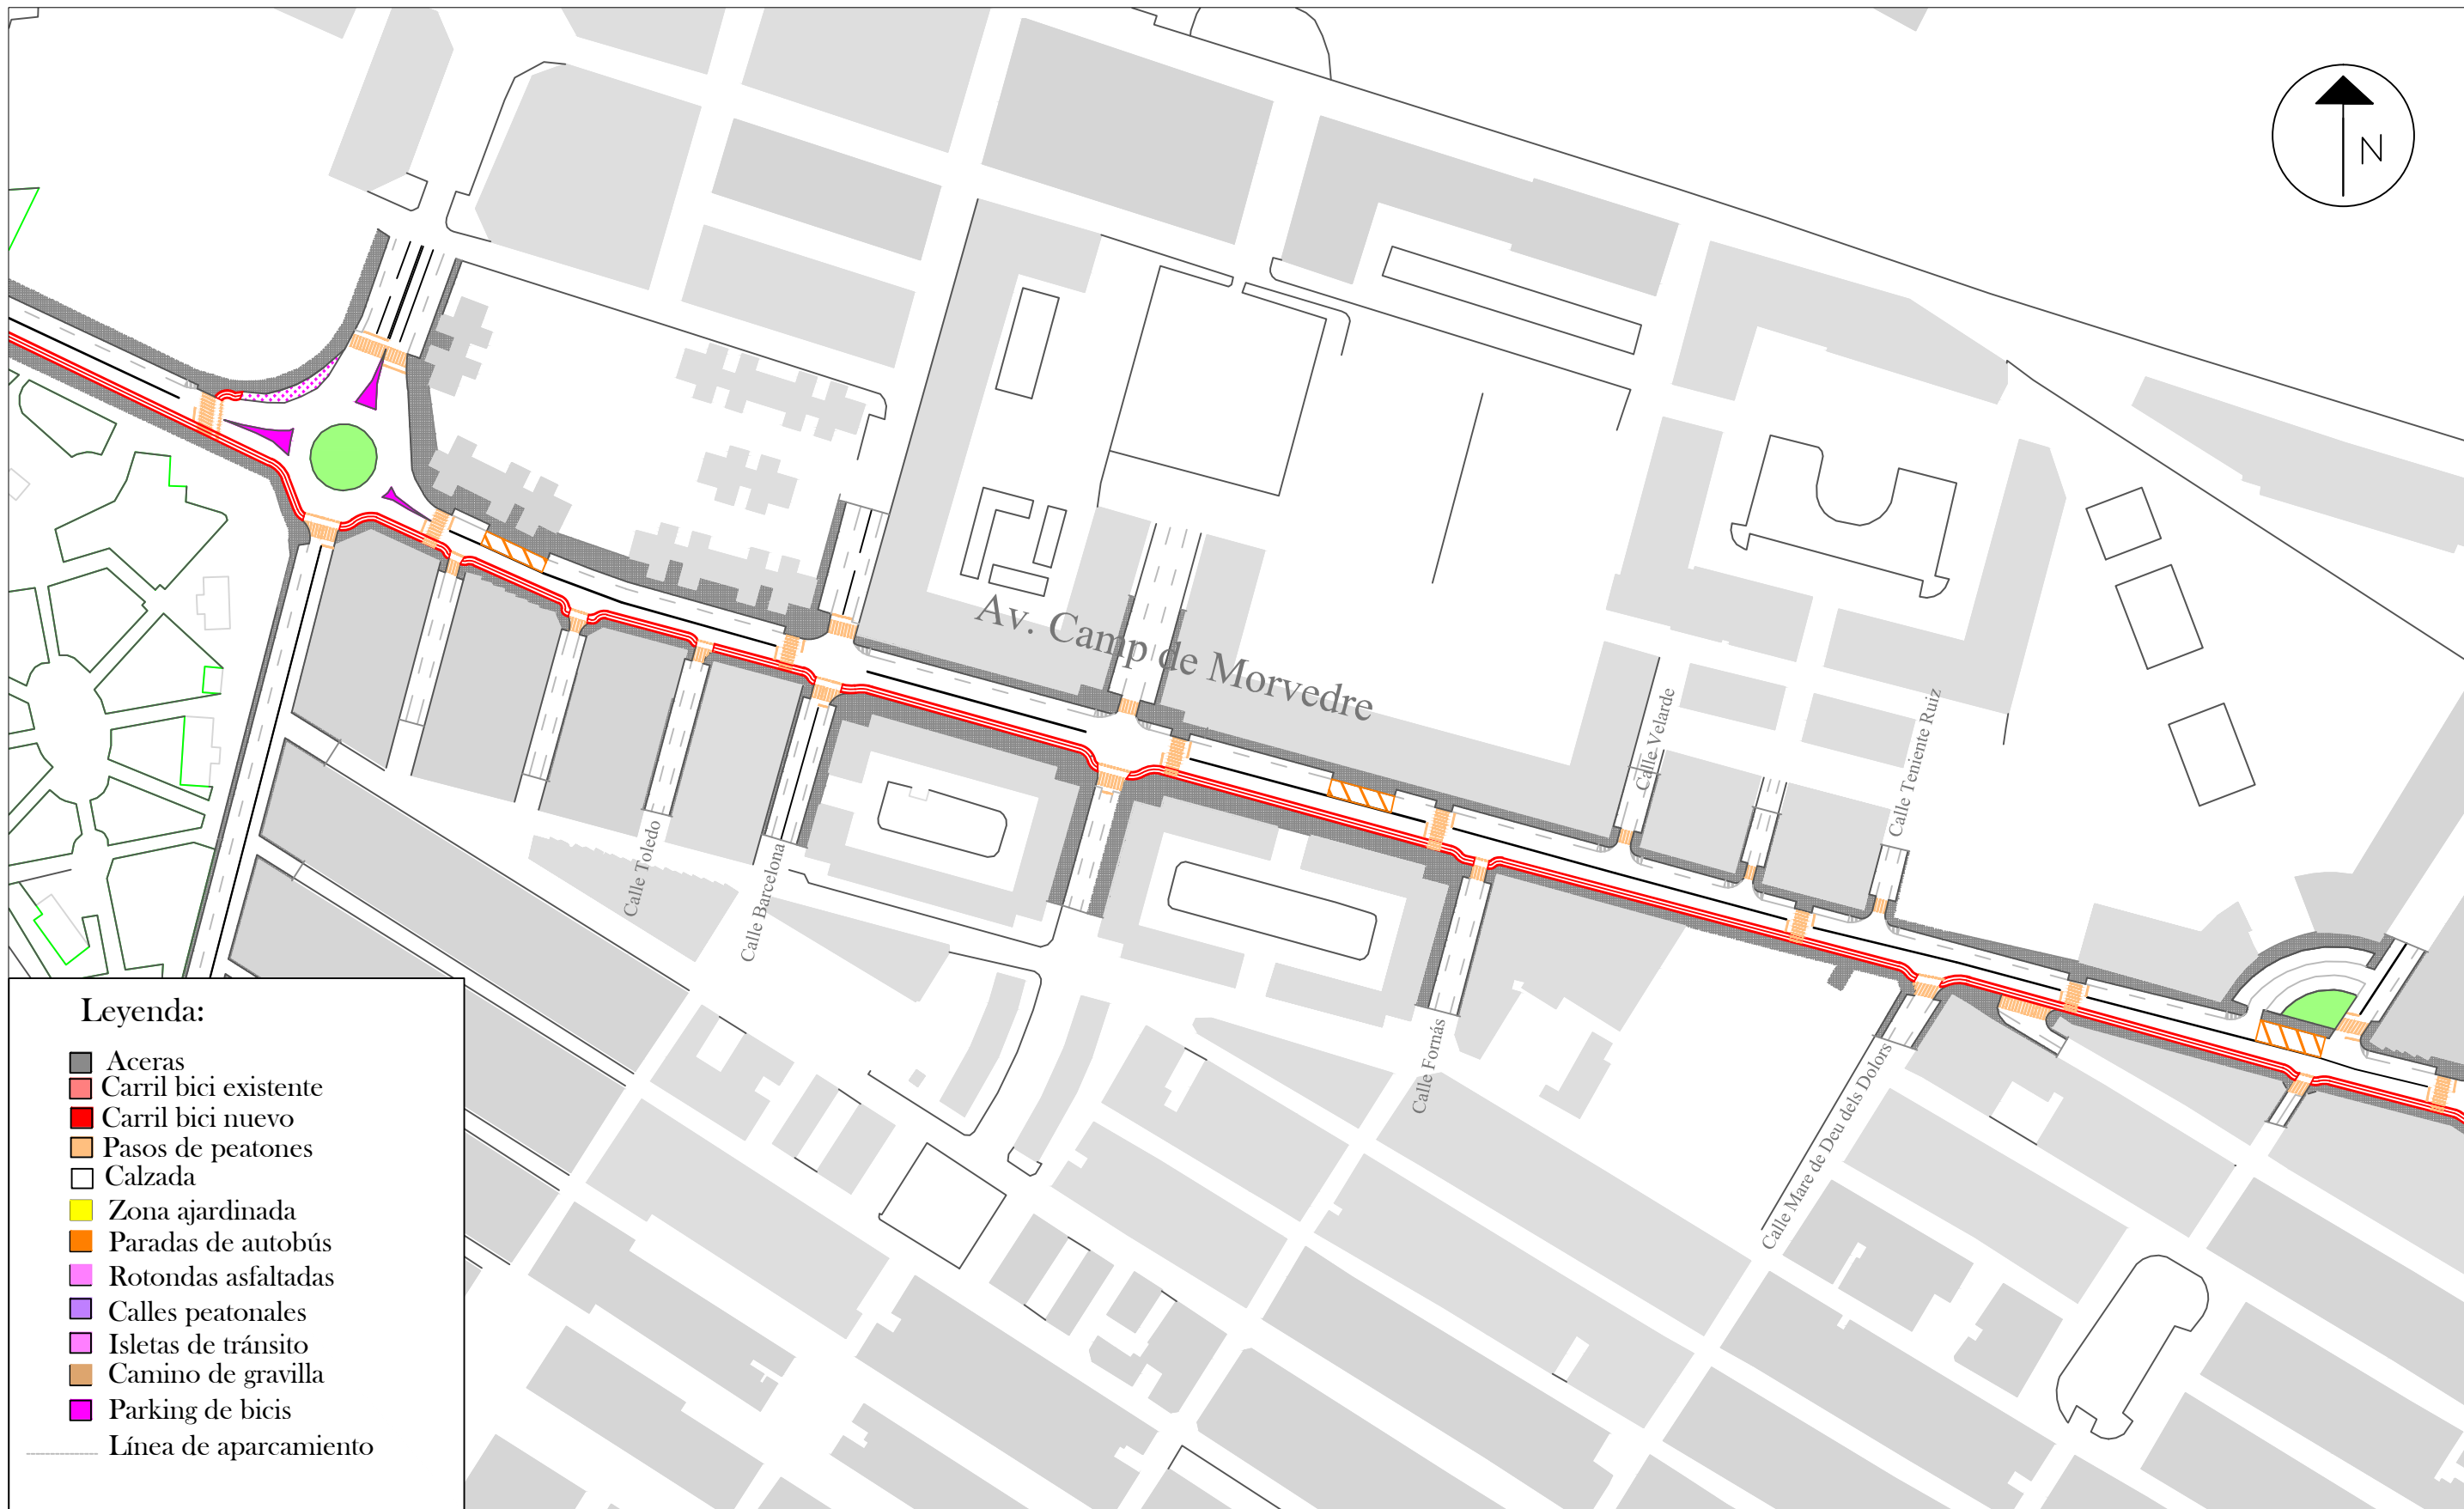 N
Av. Camp de Morvedre
Calle Velarde
Calle Teniente Ruiz
Calle Toledo
Calle Barcelona
Calle Fornás
Calle Mare de Deu dels Dolors
Leyenda:
Aceras
Carril bici existente
Carril bici nuevo
Pasos de peatones
Calzada
Zona ajardinada
Paradas de autobús
Rotondas asfaltadas
Calles peatonales
Isletas de tránsito
Camino de gravilla
Parking de bicis
Línea de aparcamiento